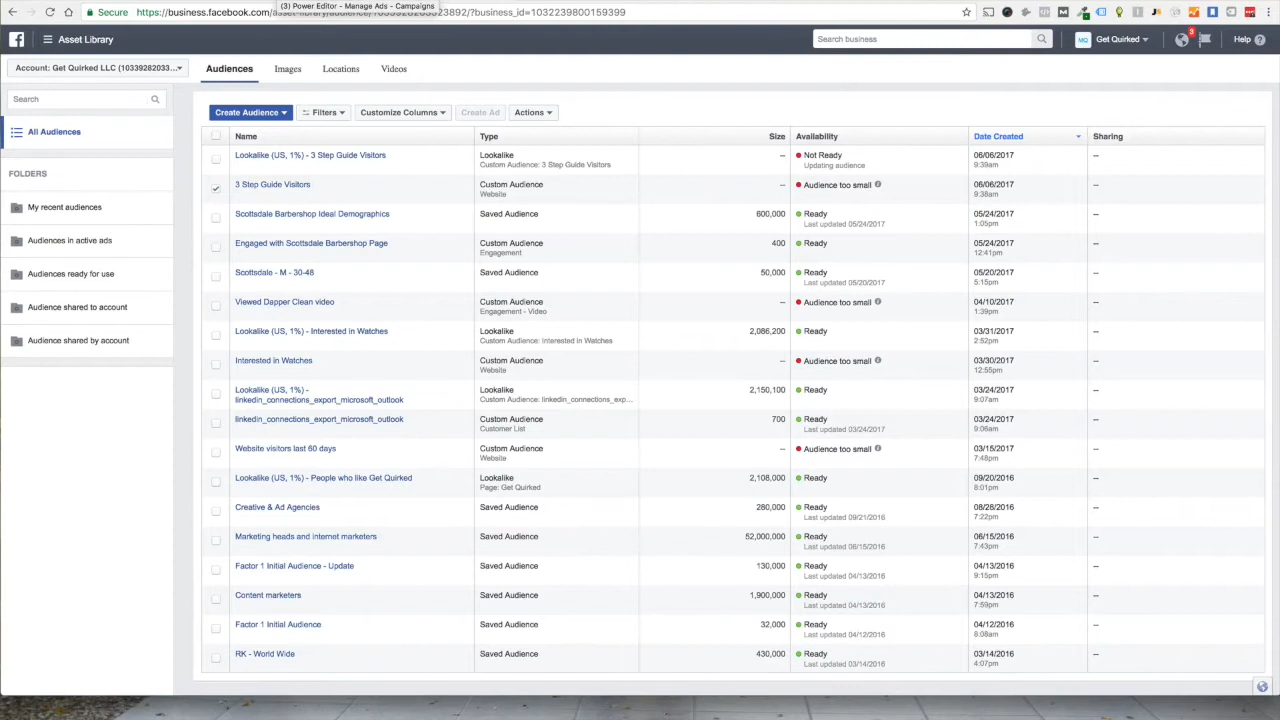 (3) Power Editor - Manage Ads - Campaigns
Secure https://business.facebook.com/
/?business_id=1032239800159399
Asset Library
Search business
MQ Get Quirked
3
Help ?
Account: Get Quirked LLC (10339282033...
Audiences Images Locations Videos
Search
All Audiences
FOLDERS
My recent audiences
Audiences in active ads
Audiences ready for use
Audience shared to account
Audience shared by account
Create Audience Filters Customize Columns Create Ad Actions
Name Type Size Availability Date Created Sharing
Lookalike (US, 1%) - 3 Step Guide Visitors Lookalike -- Not Ready 06/06/2017 --
Custom Audience: 3 Step Guide Visitors Updating audience 9:39am
3 Step Guide Visitors Custom Audience -- Audience too small 06/06/2017 --
Website 9:38am
Scottsdale Barbershop Ideal Demographics Saved Audience 600,000 Ready 05/24/2017 --
Last updated 05/24/2017 1:05pm
Engaged with Scottsdale Barbershop Page Custom Audience 400 Ready 05/24/2017 --
Engagement 12:41pm
Scottsdale - M - 30-48 Saved Audience 50,000 Ready 05/20/2017 --
Last updated 05/20/2017 5:15pm
Viewed Dapper Clean video Custom Audience -- Audience too small 04/10/2017 --
Engagement - Video 1:39pm
Lookalike (US, 1%) - Interested in Watches Lookalike 2,086,200 Ready 03/31/2017 --
Custom Audience: Interested in Watches 2:52pm
Interested in Watches Custom Audience -- Audience too small 03/30/2017 --
Website 12:55pm
Lookalike (US, 1%) - Lookalike 2,150,100 Ready 03/24/2017 --
linkedin_connections_export_microsoft_outlook Custom Audience: linkedin_connections_exp... 9:07am
linkedin_connections_export_microsoft_outlook Custom Audience 700 Ready 03/24/2017 --
Customer List Last updated 03/24/2017 9:06am
Website visitors last 60 days Custom Audience -- Audience too small 03/15/2017 --
Website 7:48pm
Lookalike (US, 1%) - People who like Get Quirked Lookalike 2,108,000 Ready 09/20/2016 --
Page: Get Quirked 8:01pm
Creative & Ad Agencies Saved Audience 280,000 Ready 08/26/2016 --
Last updated 09/21/2016 7:22pm
Marketing heads and internet marketers Saved Audience 52,000,000 Ready 06/15/2016 --
Last updated 06/15/2016 7:43pm
Factor 1 Initial Audience - Update Saved Audience 130,000 Ready 04/13/2016 --
Last updated 04/13/2016 9:15pm
Content marketers Saved Audience 1,900,000 Ready 04/13/2016 --
Last updated 04/13/2016 7:59pm
Factor 1 Initial Audience Saved Audience 32,000 Ready 04/12/2016 --
Last updated 04/12/2016 8:08am
RK - World Wide Saved Audience 430,000 Ready 03/14/2016 --
Last updated 03/14/2016 4:07pm